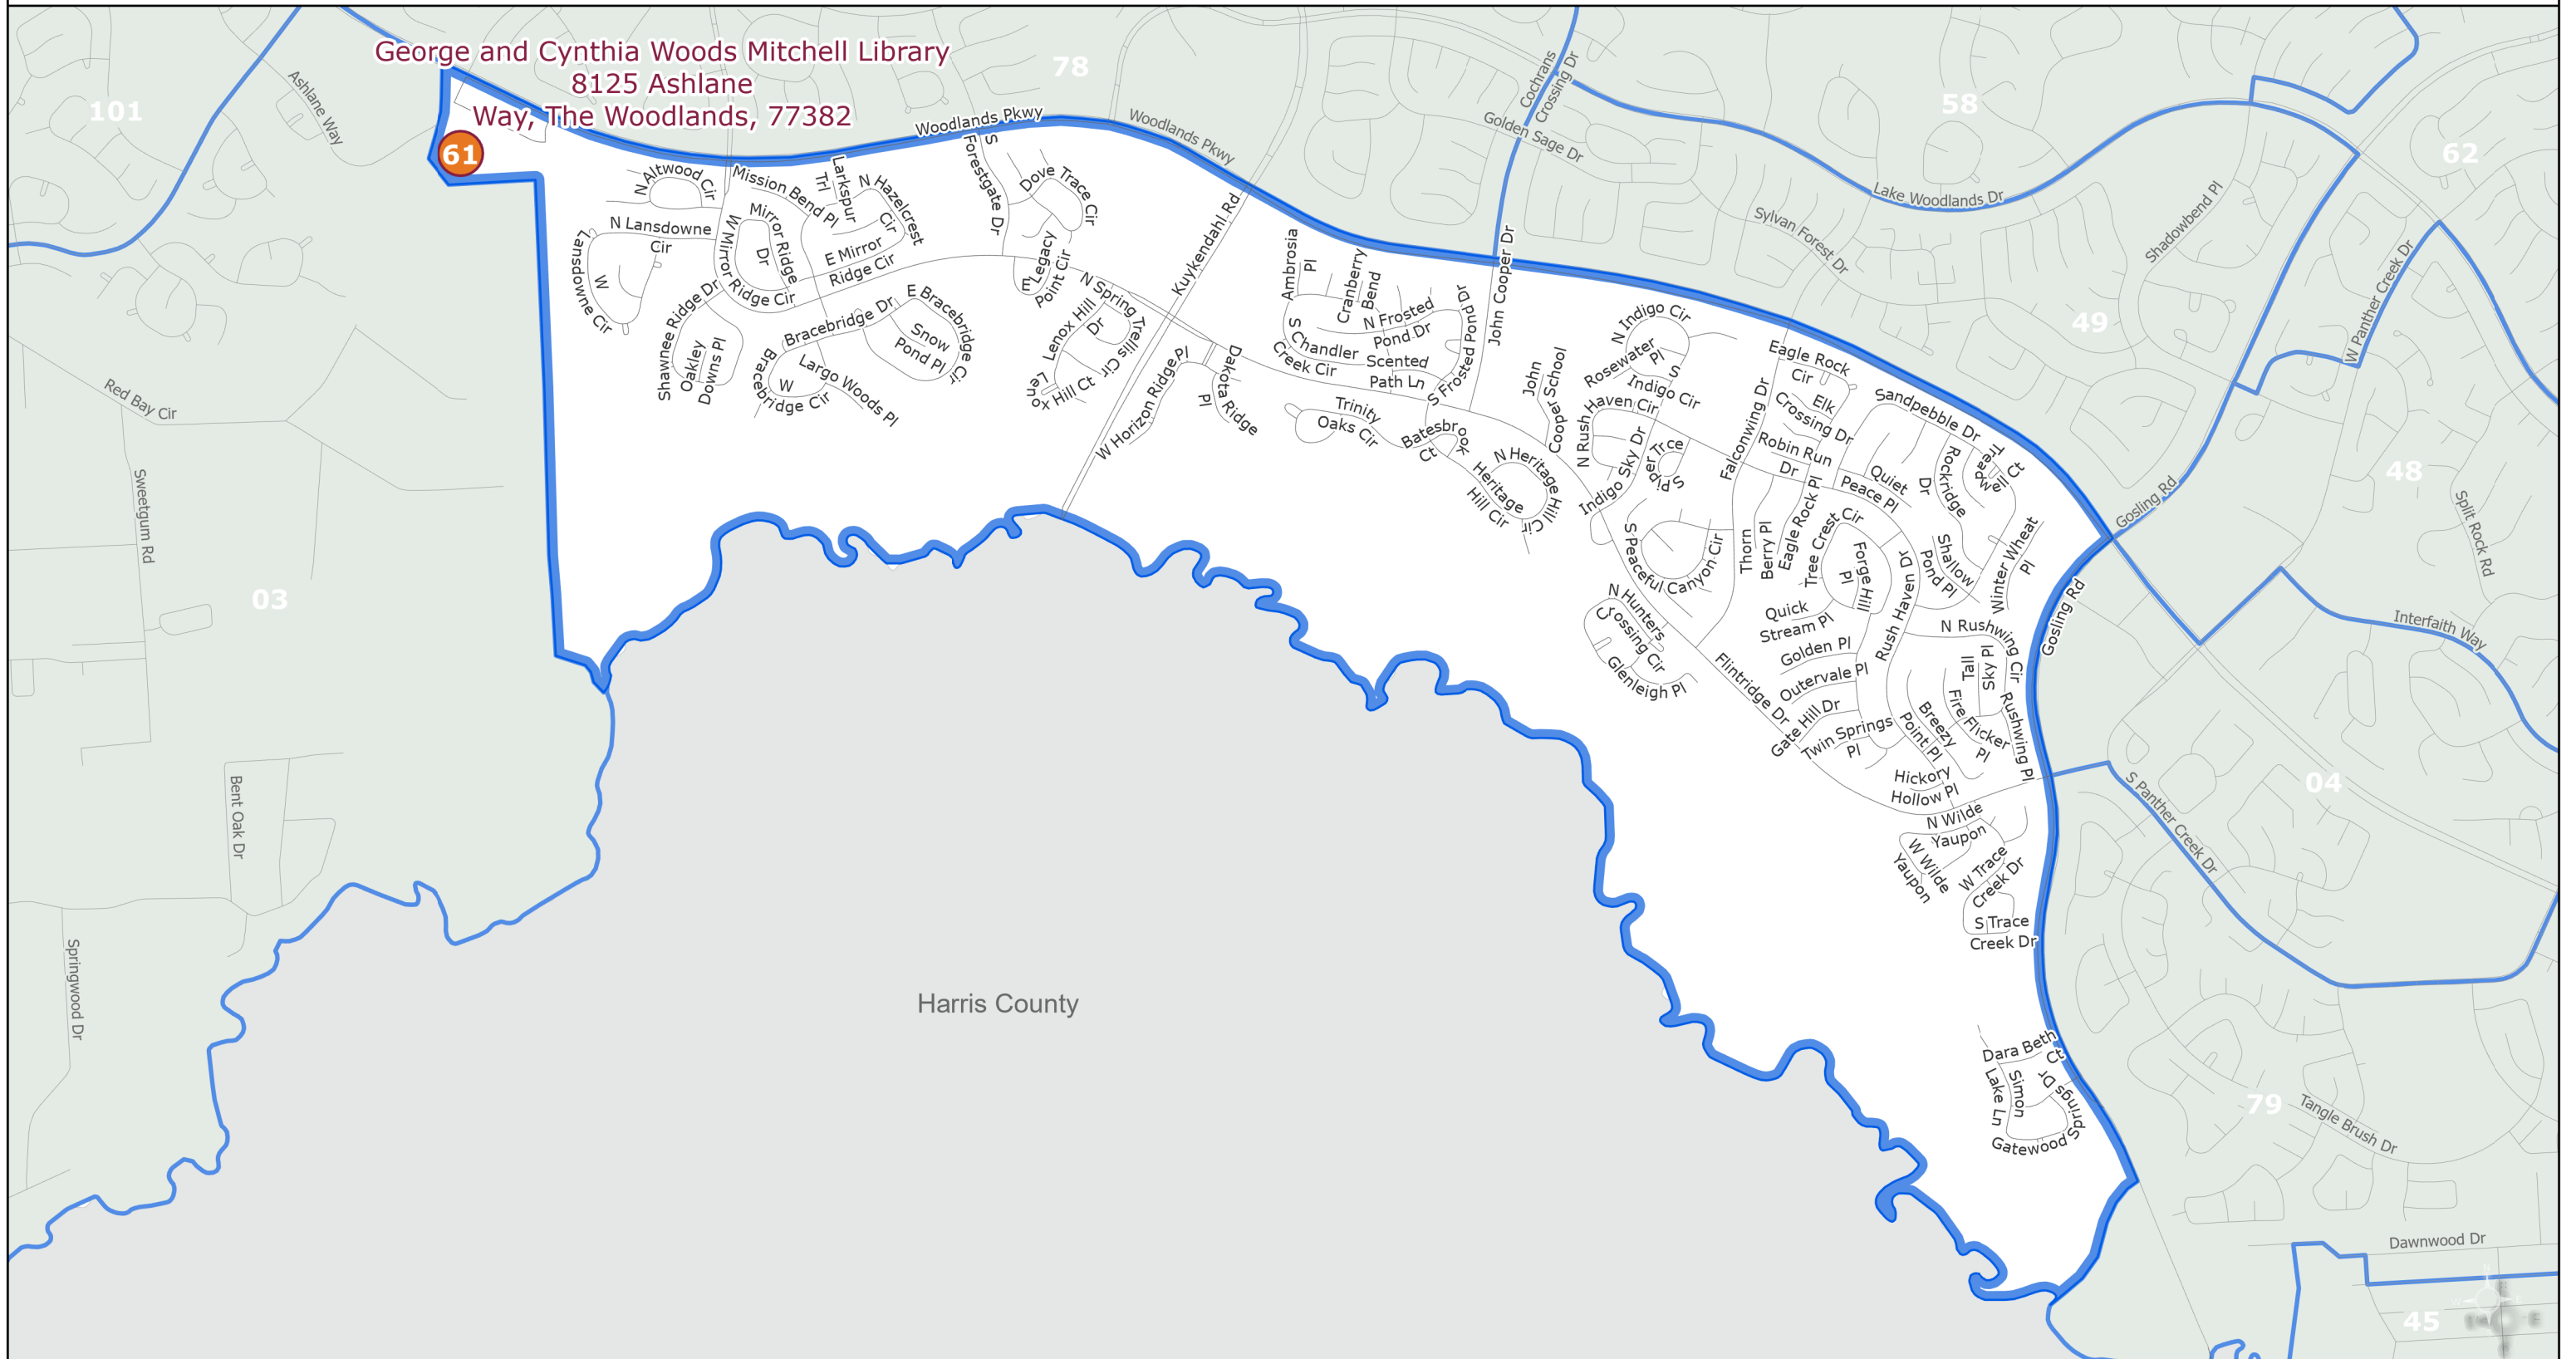 George and Cynthia Woods Mitchell Library
8125 Ashlane
Way, The Woodlands, 77382
61
101
78
58
62
49
48
03
04
79
45
Harris County
Ashlane Way
Woodlands Pkwy
Woodlands Pkwy
Cochrans
Crossing Dr
Golden Sage Dr
Lake Woodlands Dr
Sylvan Forest Dr
Shadowbend Pl
W Panther Creek Dr
Gosling Rd
Gosling Rd
Split Rock Rd
Interfaith Way
S Panther Creek Dr
Tangle Brush Dr
Dawnwood Dr
Red Bay Cir
Sweetgum Rd
Bent Oak Dr
Springwood Dr
N Altwood Cir
N Lansdowne
Cir
W
Lansdowne Cir
Mission Bend Pl
Larkspur
Trl
N Hazelcrest
Cir
W Mirror Ridge Cir
Mirror Ridge
Dr
E Mirror
Ridge Cir
Shawnee Ridge Dr
Oakley
Downs Pl
Bracebridge Dr
E Bracebridge Cir
Snow
Pond Pl
W
Bracebridge Cir
Largo Woods Pl
S
Forestgate Dr
Dove Trace Cir
E Legacy
Point Cir
N Spring Trellis Cir
Lenox Hill
Dr
Lenox Hill Ct
Kuykendahl Rd
W Horizon Ridge Pl
Dakota Ridge
Pl
Ambrosia
Pl
Cranberry
Bend
N Frosted
Pond Dr
S Chandler
Creek Cir
Scented
Path Ln
S Frosted Pond Dr
John Cooper Dr
John
Cooper School
Trinity
Oaks Cir
Batesbrook
Ct
N Heritage Hill Cir
Heritage
Hill Cir
N Indigo Cir
Rosewater
Pl
S
Indigo Cir
N Rush Haven Cir
Indigo Sky Dr
Spider Trce
S Peaceful Canyon Cir
Falconwing Dr
Eagle Rock
Cir
Elk
Crossing Dr
Robin Run
Dr
Sandpebble Dr
Treadwell Ct
Rockridge
Dr
Quiet
Peace Pl
Thorn
Berry Pl
Eagle Rock Pl
Tree Crest Cir
Forge Hill
Pl
Shallow
Pond Pl
Winter Wheat
Pl
Rush Haven Dr
Quick
Stream Pl
Golden Pl
Outervale Pl
Gate Hill Dr
Twin Springs
Pl
N Hunters
Crossing Cir
Glenleigh Pl
Flintridge Dr
N Rushwing Cir
Tall
Sky Pl
Fire Flicker
Pl
Rushwing Pl
Breezy
Point Pl
Hickory
Hollow Pl
N Wilde
Yaupon
W Wilde
Yaupon
W Trace
Creek Dr
S Trace
Creek Dr
Dara Beth
Ct
Simon
Lake Ln
Gatewood Springs Dr